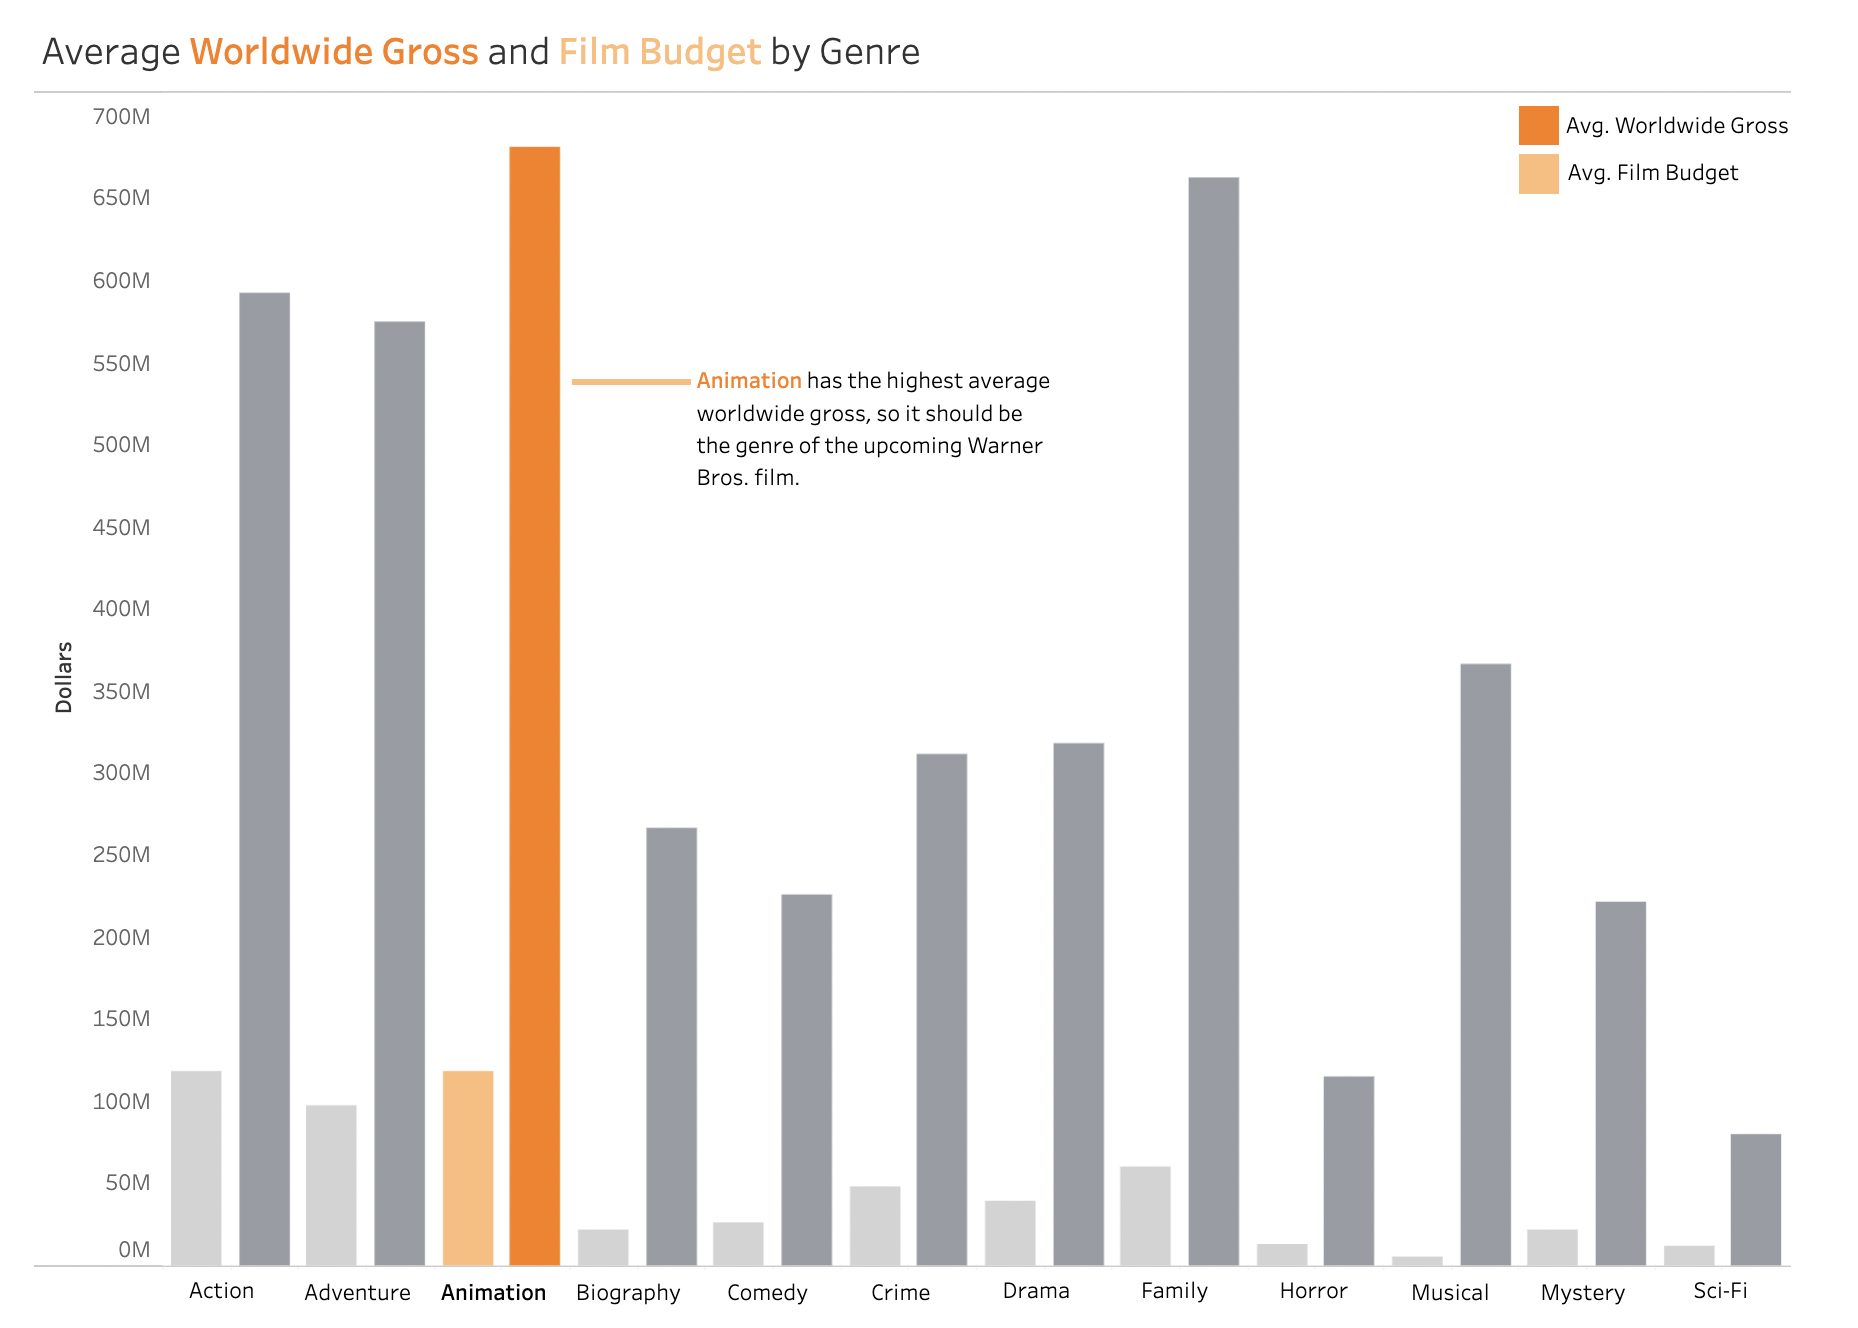 Average Worldwide Gross and Film Budget by Genre
Avg. Worldwide Gross
Avg. Film Budget
700M
650M
600M
550M
500M
450M
400M
350M
300M
250M
200M
150M
100M
50M
0M
Dollars
Animation has the highest average
worldwide gross, so it should be
the genre of the upcoming Warner
Bros. film.
Action Adventure Animation Biography Comedy Crime Drama Family Horror Musical Mystery Sci-Fi